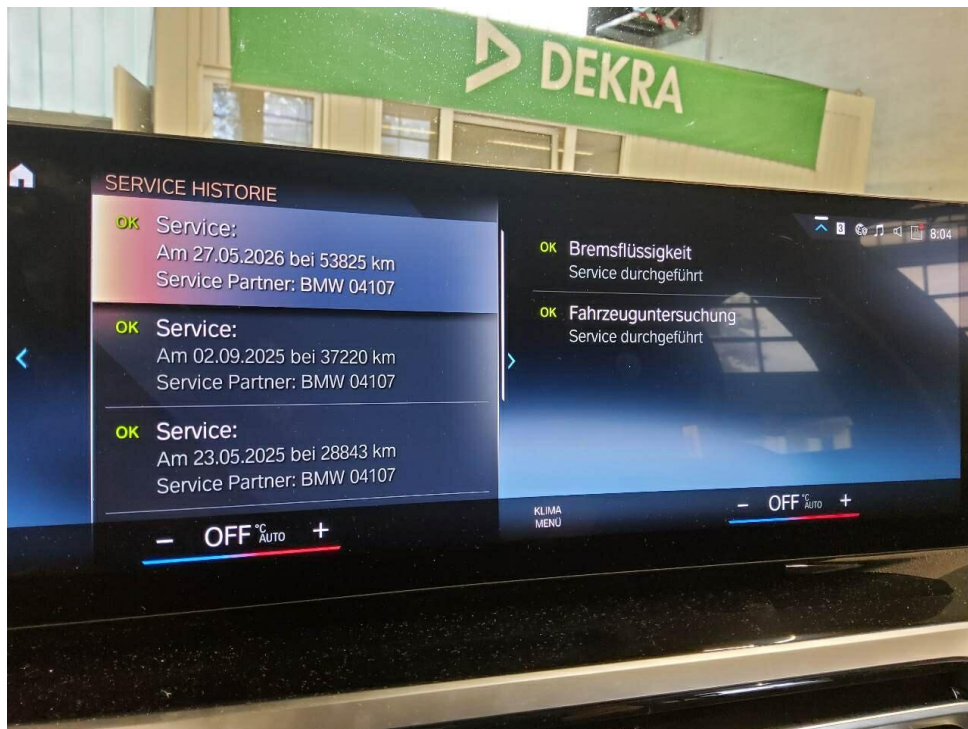 DEKRA
SERVICE HISTORIE
OK Service:
Am 27.05.2026 bei 53825 km
Service Partner: BMW 04107
OK Service:
Am 02.09.2025 bei 37220 km
Service Partner: BMW 04107
OK Service:
Am 23.05.2025 bei 28843 km
Service Partner: BMW 04107
3 8:04
OK Bremsflüssigkeit
Service durchgeführt
OK Fahrzeuguntersuchung
Service durchgeführt
− OFF °C AUTO +
KLIMA
MENÜ
− OFF °C AUTO +